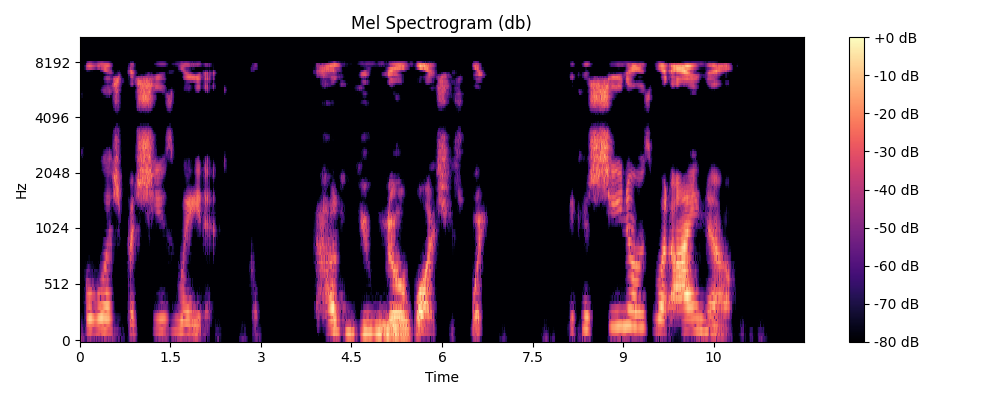 Mel Spectrogram (db)
+0 dB
8192
-10 dB
4096
-20 dB
-30 dB
2048
Hz
-40 dB
1024
-50 dB
512
-60 dB
-70 dB
0
-80 dB
0 1.5 3 4.5 6 7.5 9 10
Time